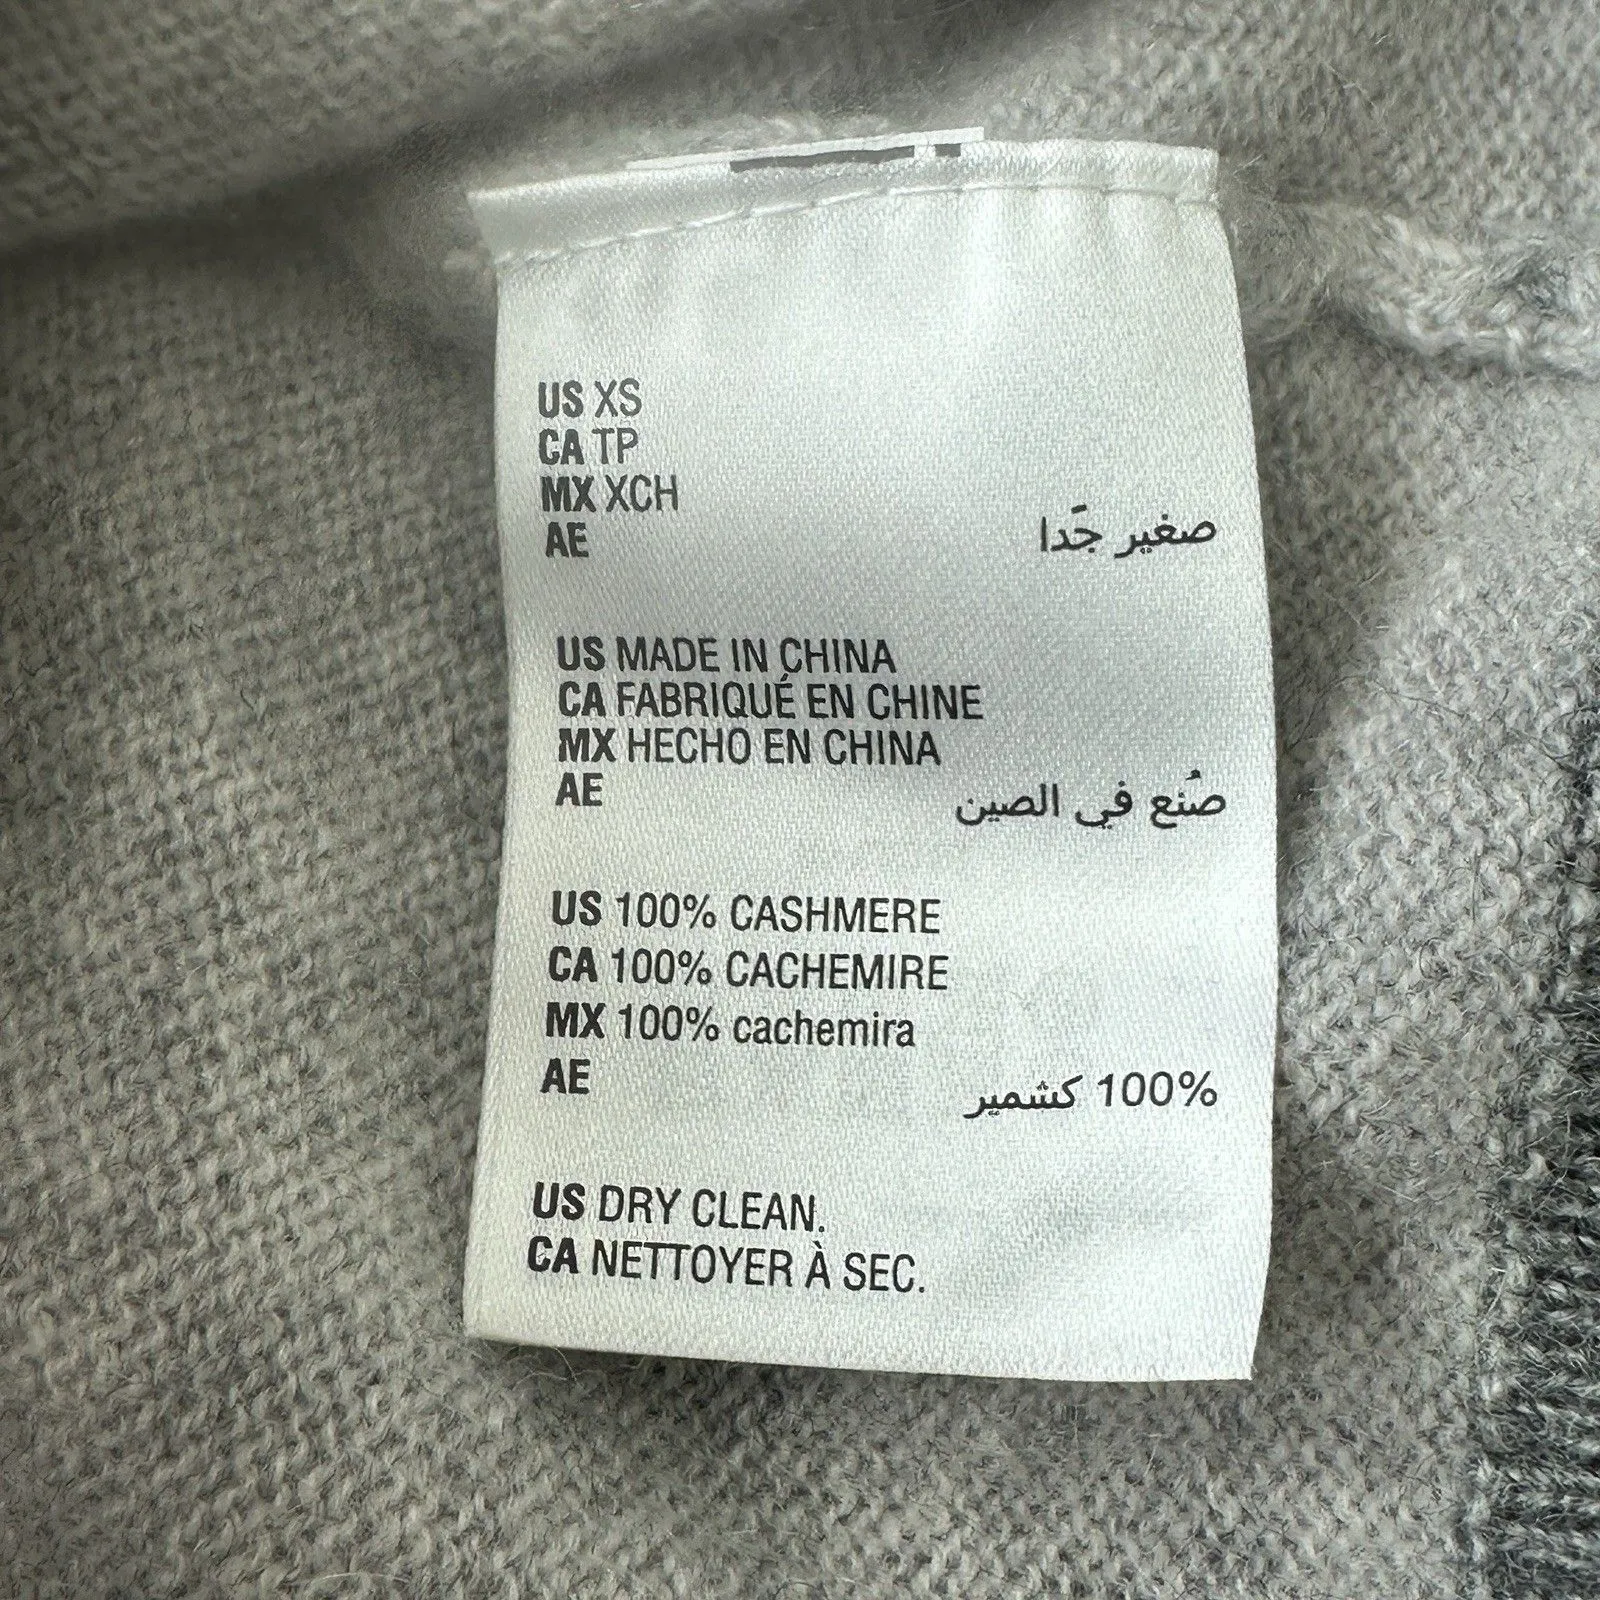 US XS
CA TP
MX XCH
AE صغير جَدا
US MADE IN CHINA
CA FABRIQUÉ EN CHINE
MX HECHO EN CHINA
AE صُنع في الصين
US 100% CASHMERE
CA 100% CACHEMIRE
MX 100% cachemira
AE 100% كشمير
US DRY CLEAN.
CA NETTOYER À SEC.